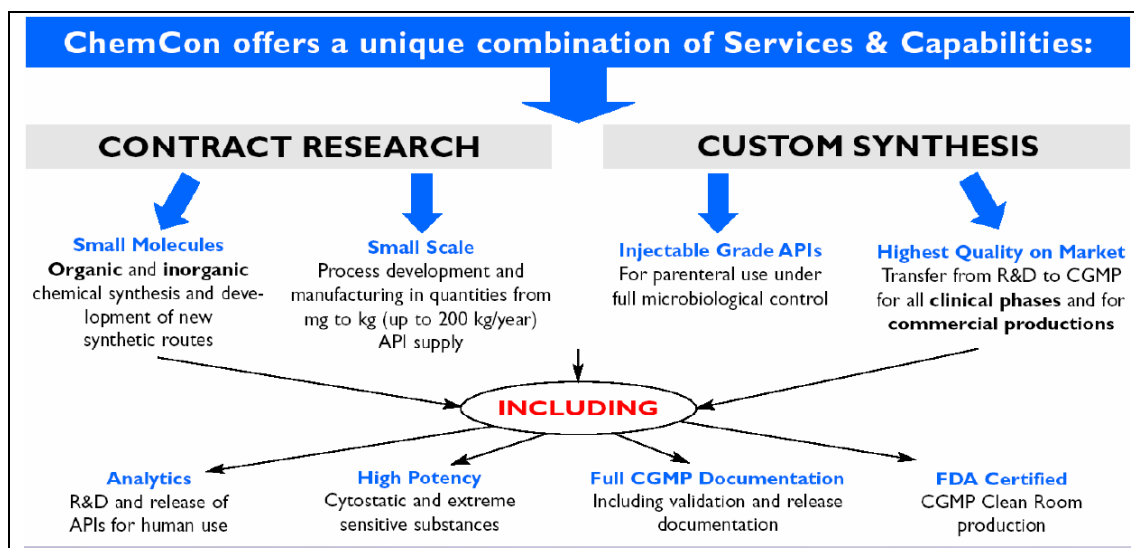 ChemCon offers a unique combination of Services & Capabilities:
CONTRACT RESEARCH
CUSTOM SYNTHESIS
Small Molecules
Organic and inorganic
chemical synthesis and deve-
lopment of new
synthetic routes
Small Scale
Process development and
manufacturing in quantities from
mg to kg (up to 200 kg/year)
API supply
Injectable Grade APIs
For parenteral use under
full microbiological control
Highest Quality on Market
Transfer from R&D to CGMP
for all clinical phases and for
commercial productions
INCLUDING
Analytics
R&D and release of
APIs for human use
High Potency
Cytostatic and extreme
sensitive substances
Full CGMP Documentation
Including validation and release
documentation
FDA Certified
CGMP Clean Room
production